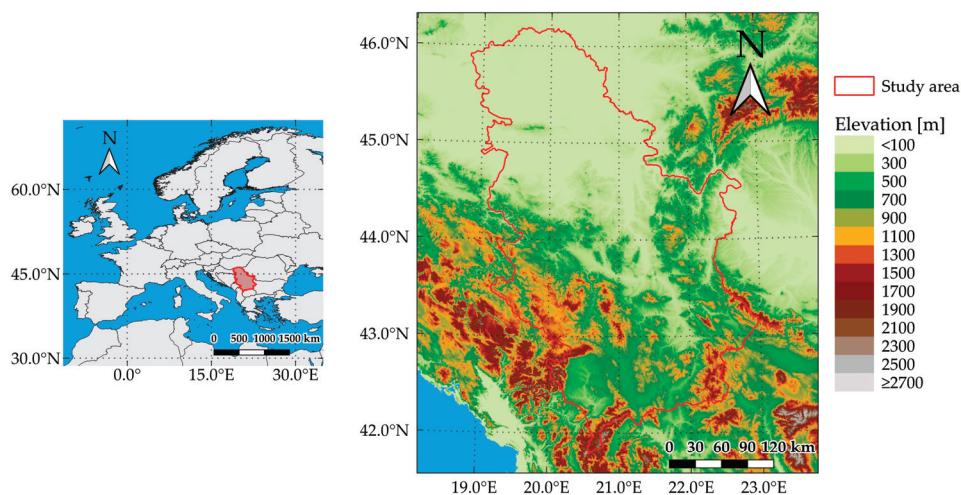 N
60.0°N
45.0°N
30.0°N
0 500 1000 1500 km
0.0°E 15.0°E 30.0°E
46.0°N
45.0°N
44.0°N
43.0°N
42.0°N
N
0 30 60 90 120 km
19.0°E 20.0°E 21.0°E 22.0°E 23.0°E
Study area
Elevation [m]
<100
300
500
700
900
1100
1300
1500
1700
1900
2100
2300
2500
≥2700